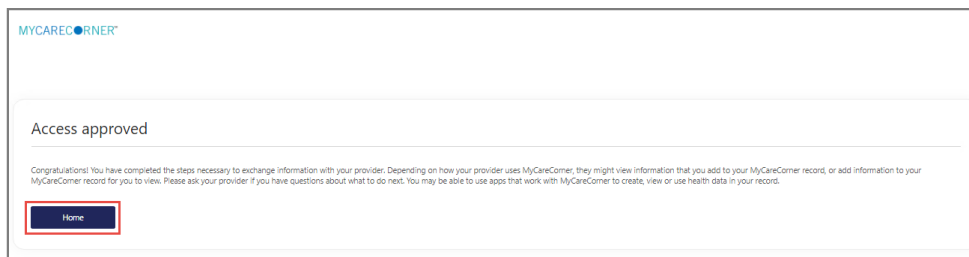 MYCARECORNER™
Access approved
Congratulations! You have completed the steps necessary to exchange information with your provider. Depending on how your provider uses MyCareCorner, they might view information that you add to your MyCareCorner record, or add information to your
MyCareCorner record for you to view. Please ask your provider if you have questions about what to do next. You may be able to use apps that work with MyCareCorner to create, view or use health data in your record.
Home